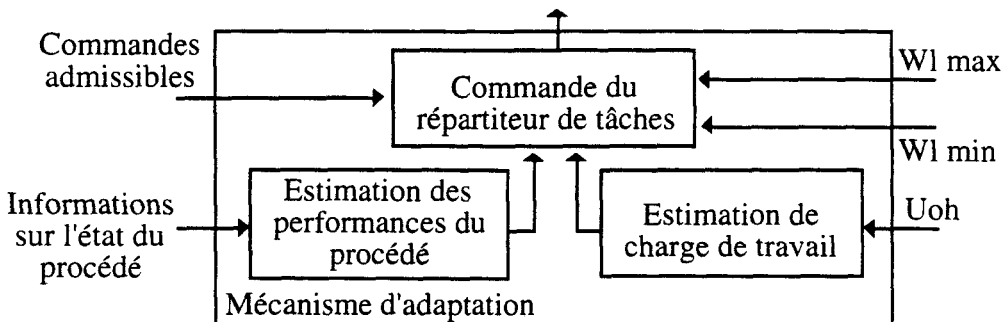 Commandes
admissibles
Commande du
répartiteur de tâches
Wl max
Wl min
Informations
sur l'état du
procédé
Estimation des
performances du
procédé
Estimation de
charge de travail
Uoh
Mécanisme d'adaptation